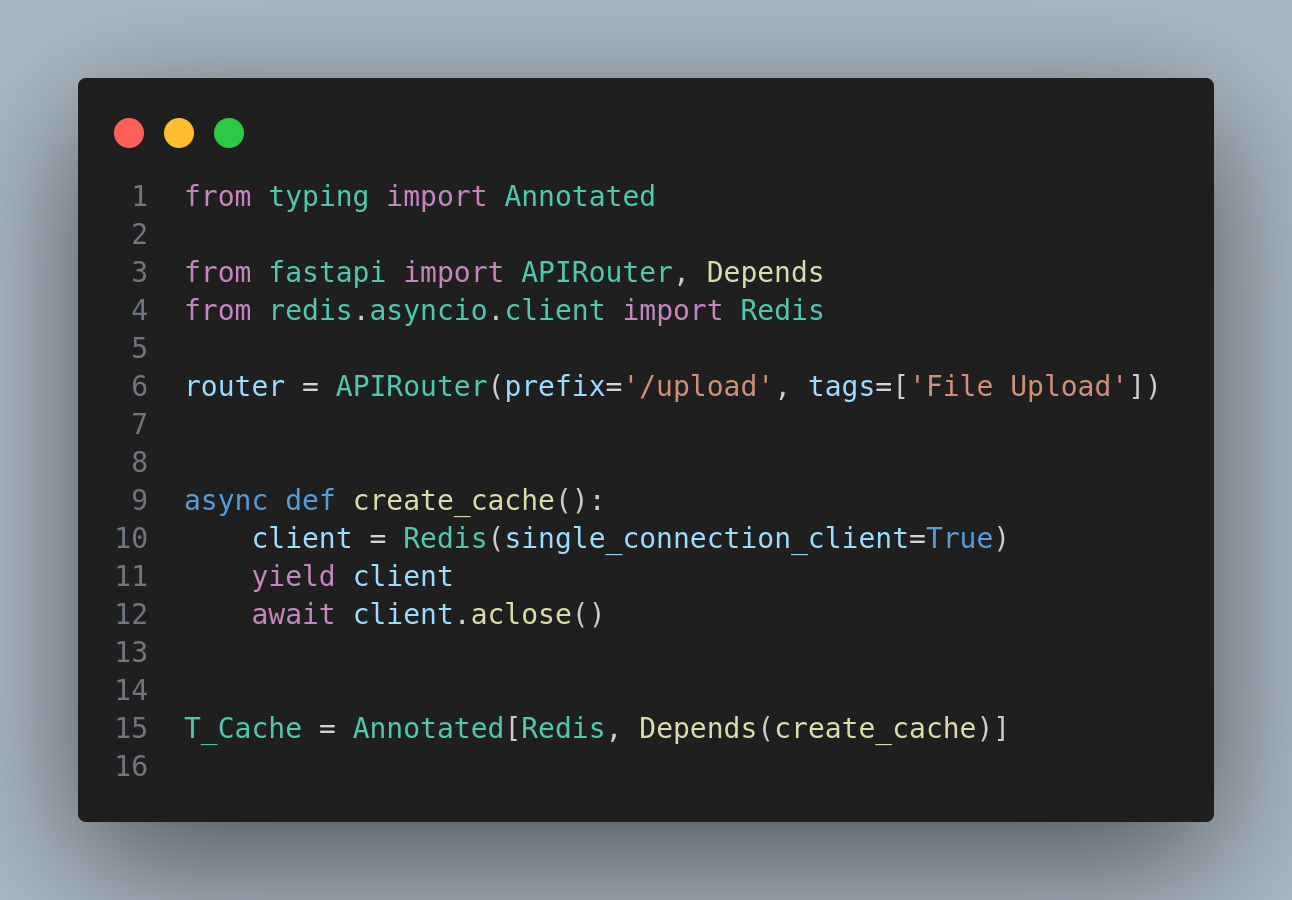 1 from typing import Annotated
2
3 from fastapi import APIRouter, Depends
4 from redis.asyncio.client import Redis
5
6 router = APIRouter(prefix='/upload', tags=['File Upload'])
7
8
9 async def create_cache():
10     client = Redis(single_connection_client=True)
11     yield client
12     await client.aclose()
13
14
15 T_Cache = Annotated[Redis, Depends(create_cache)]
16